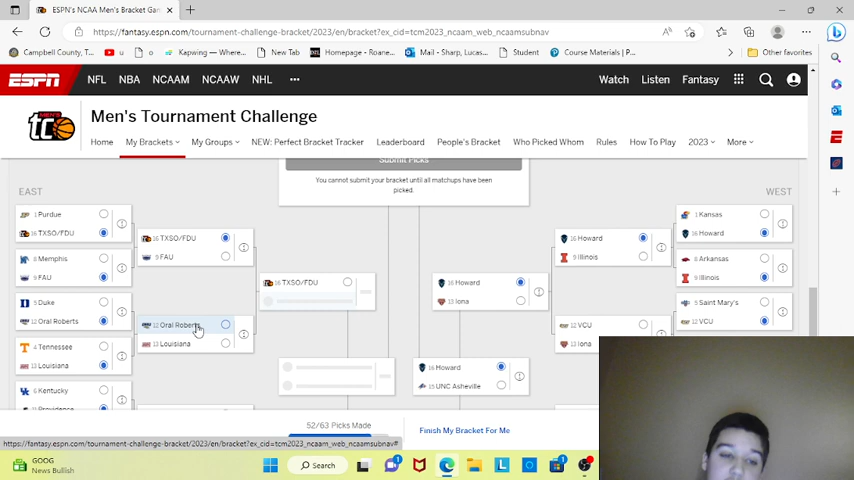 ESPN's NCAA Men's Bracket Gam
https://fantasy.espn.com/tournament-challenge-bracket/2023/en/bracket?ex_cid=tcm2023_ncaam_web_ncaamsubnav
Campbell County, T...
o
Kapwing — Where...
New Tab
Homepage - Roane...
Mail - Sharp, Lucas...
Student
Course Materials |...
Other favorites
ESPN NFL NBA NCAAM NCAAW NHL ••• Watch Listen Fantasy
MEN'S
tc
Men's Tournament Challenge
Home My Brackets My Groups NEW: Perfect Bracket Tracker Leaderboard People's Bracket Who Picked Whom Rules How To Play 2023 More
Submit Picks
You cannot submit your bracket until all matchups have been
picked.
EAST
WEST
1 Purdue
16 TXSO/FDU
8 Memphis
9 FAU
5 Duke
12 Oral Roberts
4 Tennessee
13 Louisiana
6 Kentucky
11 Providence
16 TXSO/FDU
9 FAU
12 Oral Roberts
13 Louisiana
16 TXSO/FDU
16 Howard
13 Iona
16 Howard
15 UNC Asheville
16 Howard
9 Illinois
12 VCU
13 Iona
1 Kansas
16 Howard
8 Arkansas
9 Illinois
5 Saint Mary's
12 VCU
52/63 Picks Made
Finish My Bracket For Me
https://fantasy.espn.com/tournament-challenge-bracket/2023/en/bracket?ex_cid=tcm2023_ncaam_web_ncaamsubnav#
GOOG
News Bullish
Search
1